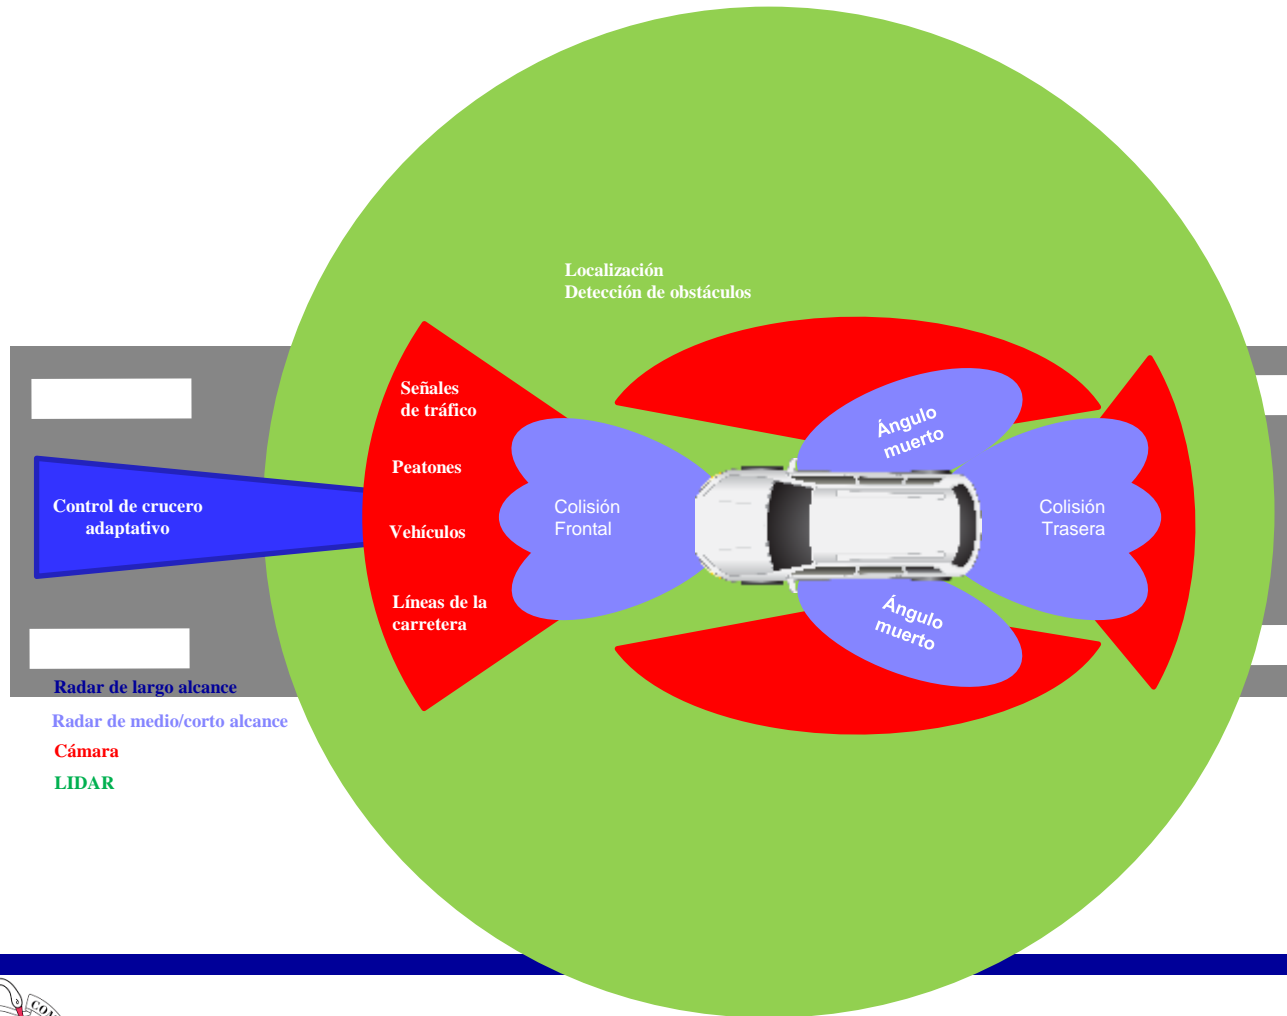 Localización
Detección de obstáculos
Señales
de tráfico
Peatones
Vehículos
Líneas de la
carretera
Control de crucero
adaptativo
Colisión
Frontal
Ángulo
muerto
Colisión
Trasera
Ángulo
muerto
Radar de largo alcance
Radar de medio/corto alcance
Cámara
LIDAR